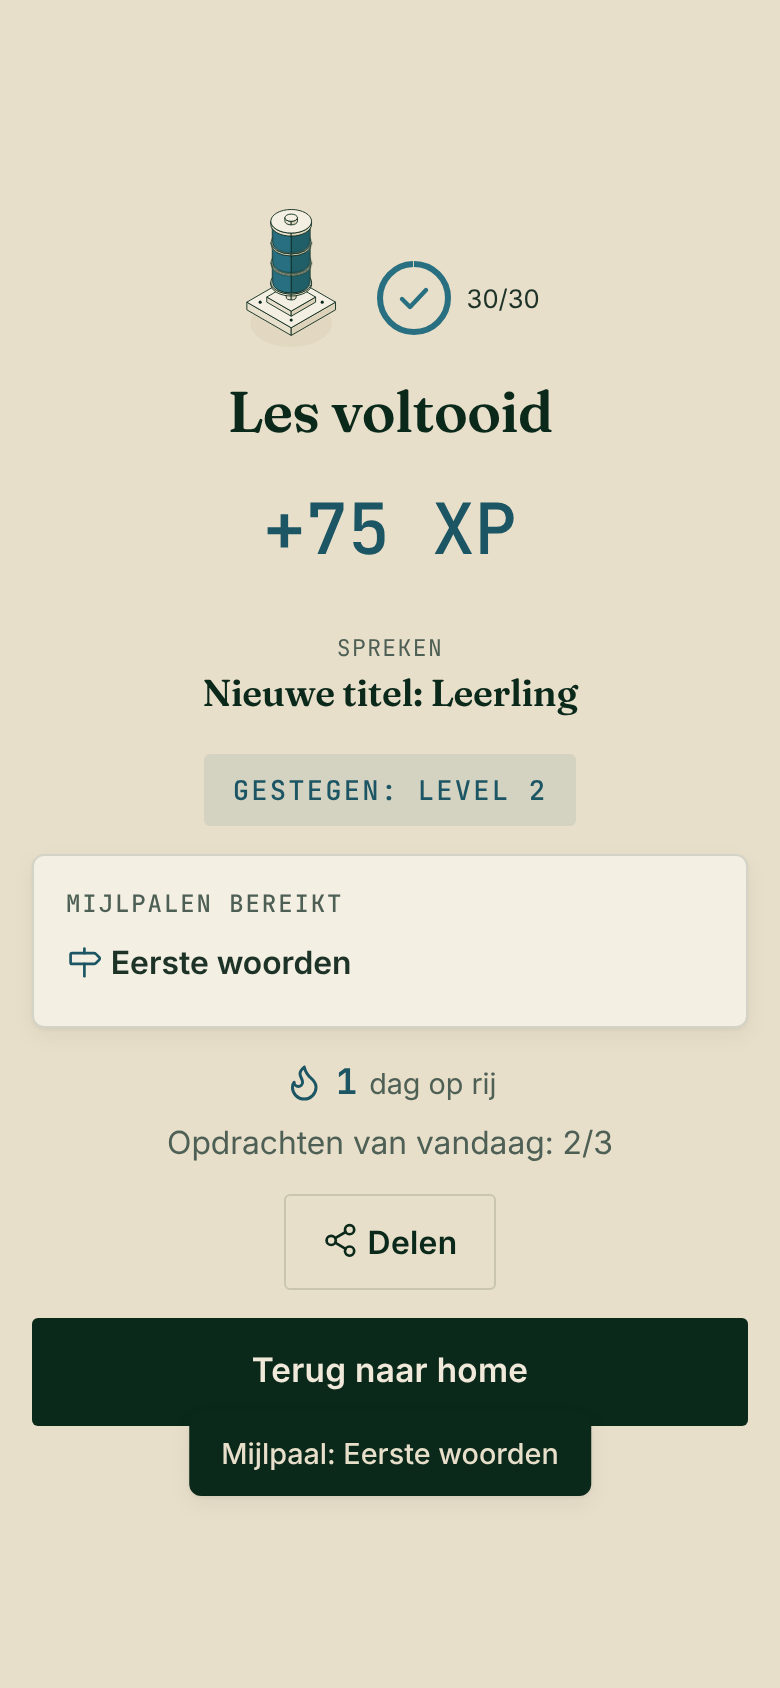 30/30
Les voltooid
+75 XP
SPREKEN
Nieuwe titel: Leerling
GESTEGEN: LEVEL 2
MIJLPALEN BEREIKT
Eerste woorden
1 dag op rij
Opdrachten van vandaag: 2/3
Delen
Terug naar home
Mijlpaal: Eerste woorden